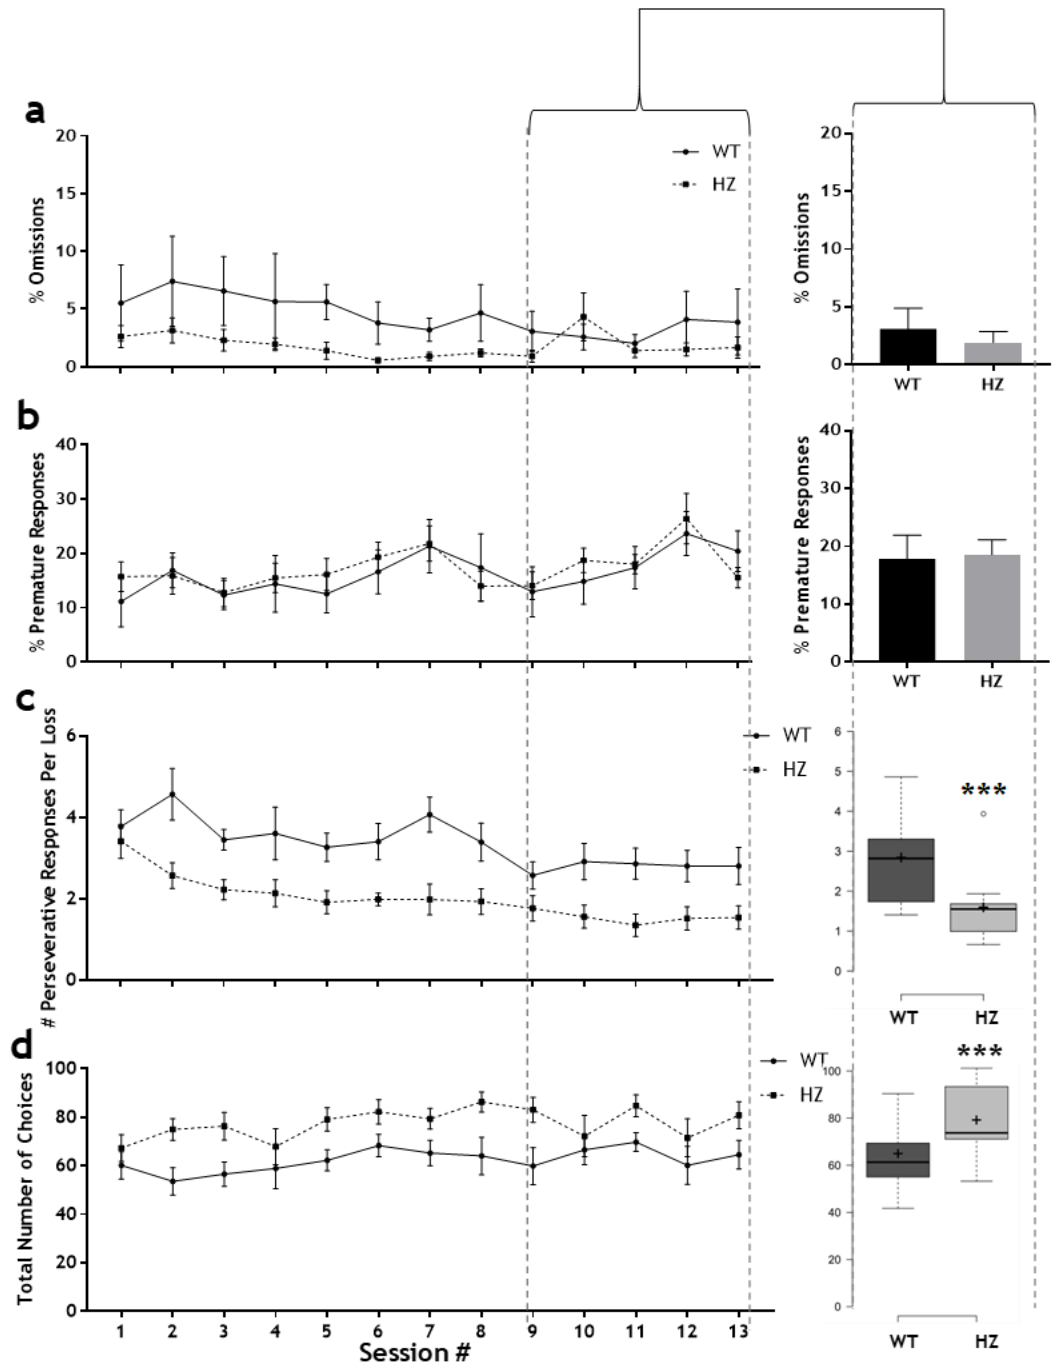 a
% Omissions
20
15
10
5
0
WT
HZ
% Omissions
20
15
10
5
0
WT HZ
b
% Premature Responses
40
30
20
10
0
% Premature Responses
40
30
20
10
0
WT HZ
c
# Perseverative Responses Per Loss
6
4
2
0
WT
HZ
6
5
4
3
2
1
0
***
WT HZ
d
Total Number of Choices
100
80
60
40
20
0
WT
HZ
1 2 3 4 5 6 7 8 9 10 11 12 13
Session #
100
80
60
40
20
0
***
WT HZ